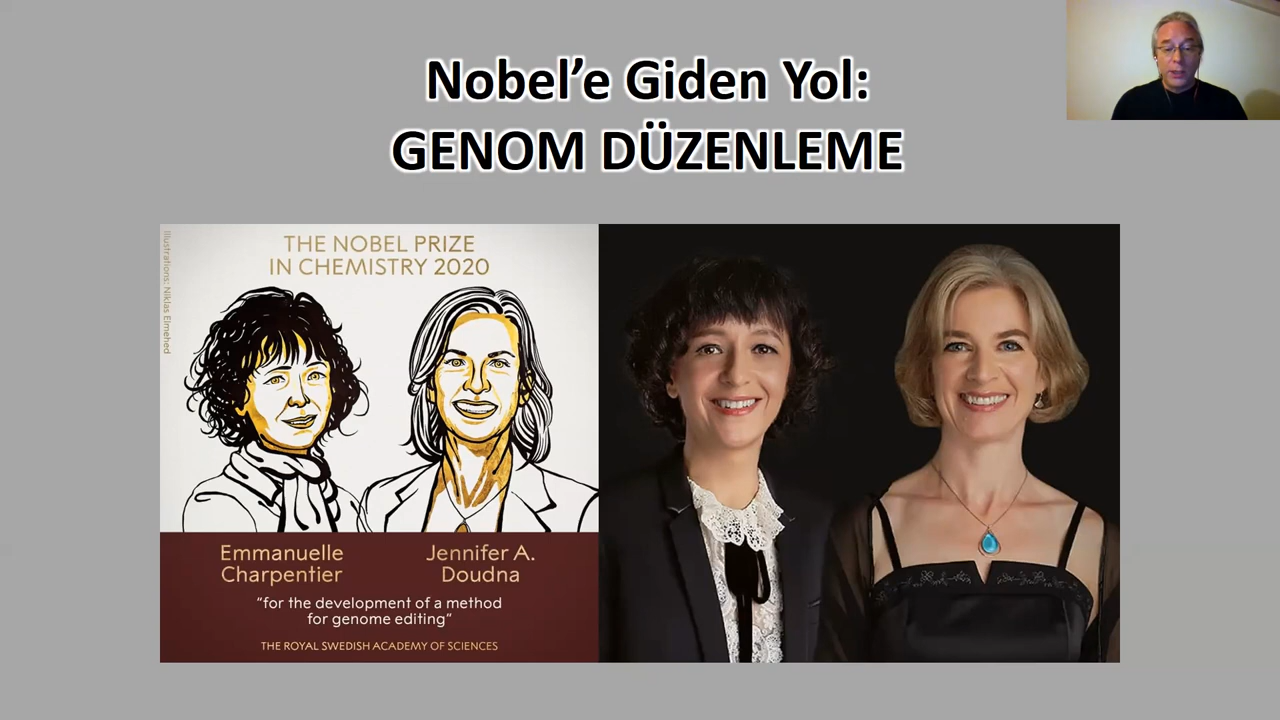 Nobel’e Giden Yol:
GENOM DÜZENLEME
Illustrations: Niklas Elmehed
THE NOBEL PRIZE
IN CHEMISTRY 2020
Emmanuelle
Charpentier
Jennifer A.
Doudna
“for the development of a method
for genome editing”
THE ROYAL SWEDISH ACADEMY OF SCIENCES